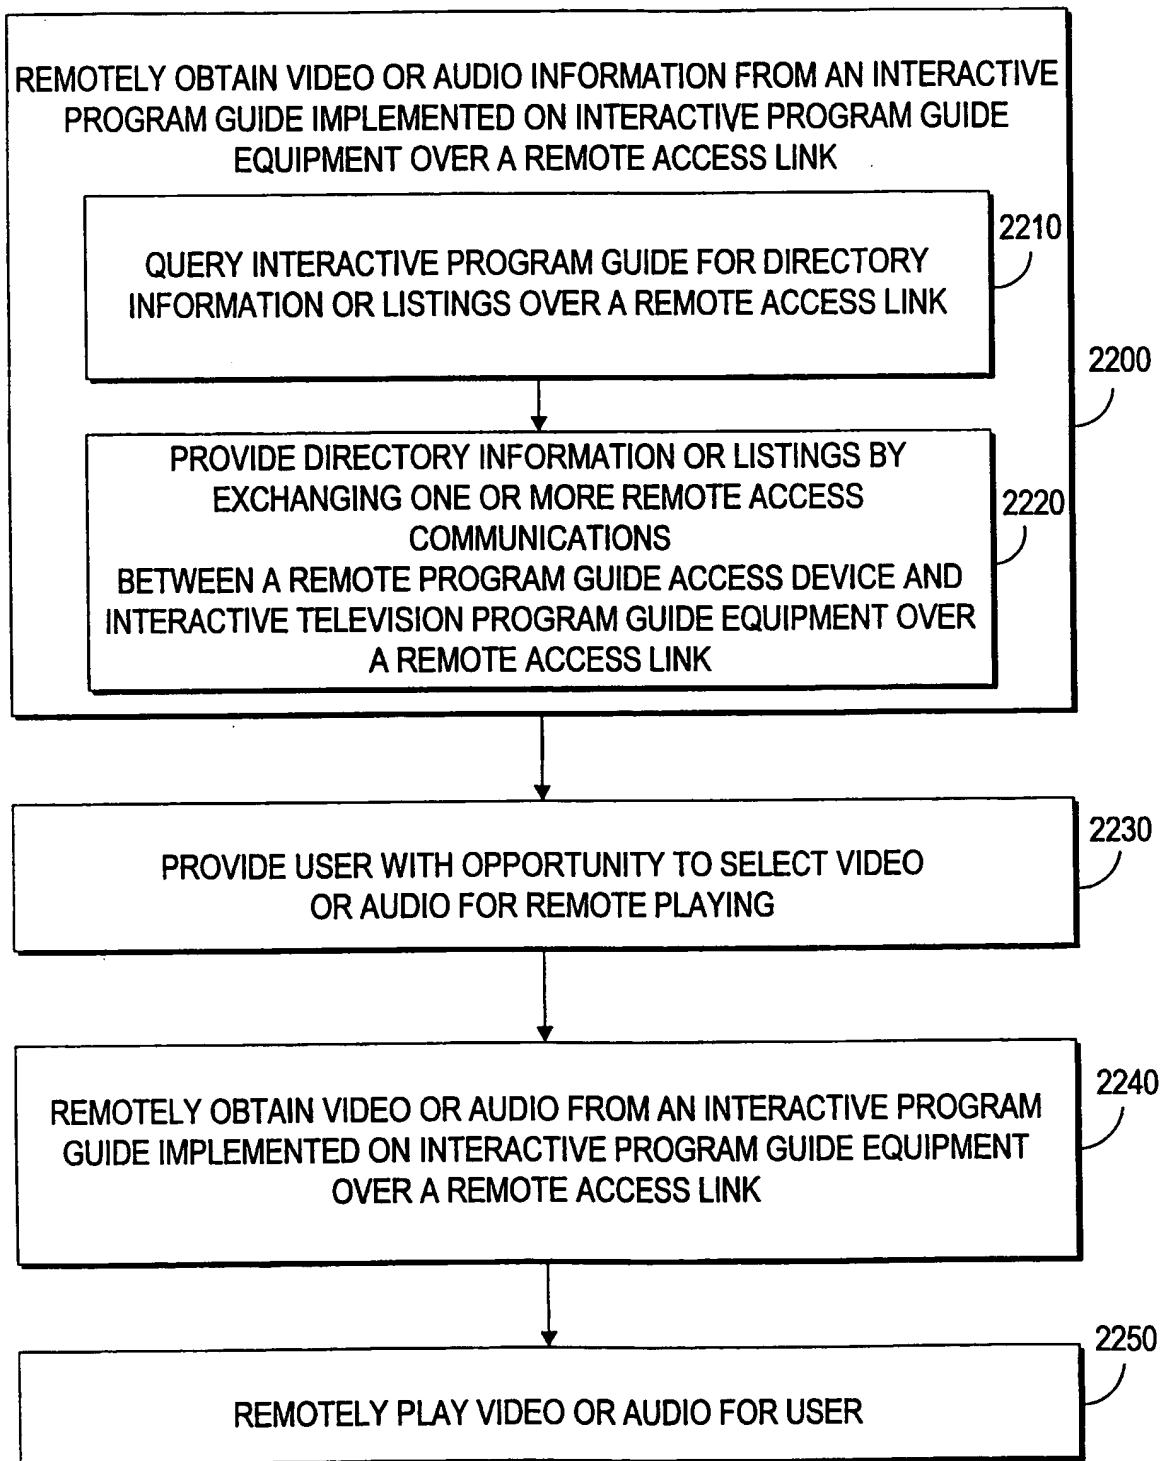 REMOTELY OBTAIN VIDEO OR AUDIO INFORMATION FROM AN INTERACTIVE
PROGRAM GUIDE IMPLEMENTED ON INTERACTIVE PROGRAM GUIDE
EQUIPMENT OVER A REMOTE ACCESS LINK
2210
QUERY INTERACTIVE PROGRAM GUIDE FOR DIRECTORY
INFORMATION OR LISTINGS OVER A REMOTE ACCESS LINK
2200
PROVIDE DIRECTORY INFORMATION OR LISTINGS BY
EXCHANGING ONE OR MORE REMOTE ACCESS
COMMUNICATIONS
BETWEEN A REMOTE PROGRAM GUIDE ACCESS DEVICE AND
INTERACTIVE TELEVISION PROGRAM GUIDE EQUIPMENT OVER
A REMOTE ACCESS LINK
2220
2230
PROVIDE USER WITH OPPORTUNITY TO SELECT VIDEO
OR AUDIO FOR REMOTE PLAYING
2240
REMOTELY OBTAIN VIDEO OR AUDIO FROM AN INTERACTIVE PROGRAM
GUIDE IMPLEMENTED ON INTERACTIVE PROGRAM GUIDE EQUIPMENT
OVER A REMOTE ACCESS LINK
2250
REMOTELY PLAY VIDEO OR AUDIO FOR USER